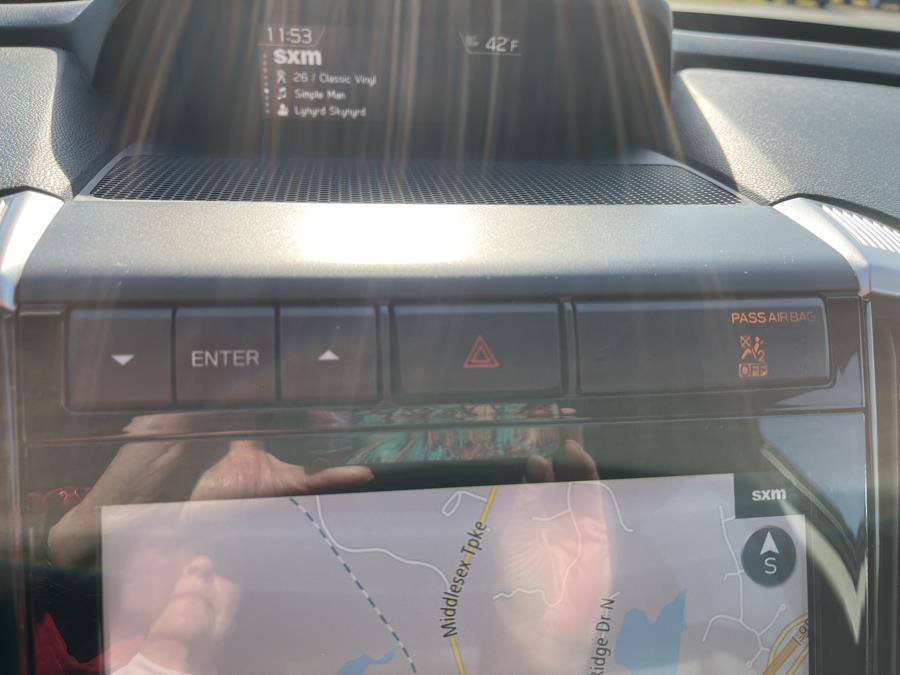 11:53
42°F
sxm
26 / Classic Vinyl
Simple Man
Lynyrd Skynyrd
ENTER
PASS AIR BAG
2
OFF
sxm
S
Middlesex Tpke
Ridge Dr N